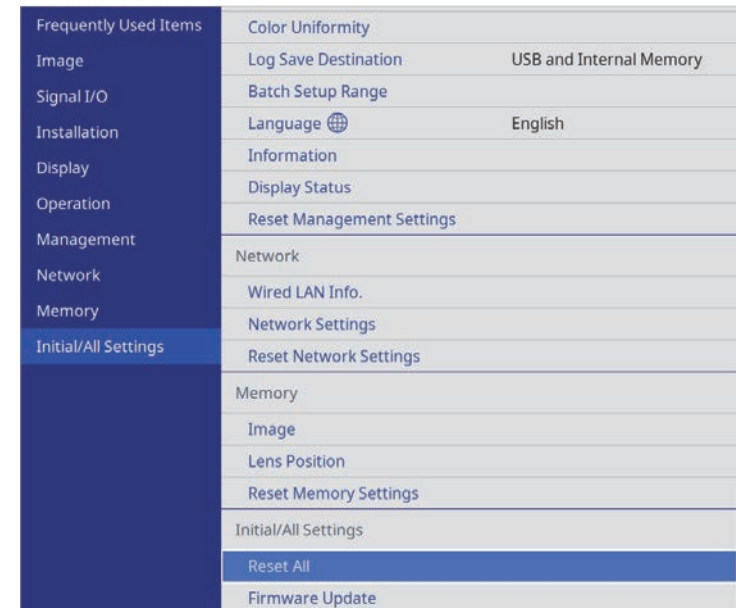 Frequently Used Items
Image
Signal I/O
Installation
Display
Operation
Management
Network
Memory
Initial/All Settings
Color Uniformity
Log Save Destination USB and Internal Memory
Batch Setup Range
Language English
Information
Display Status
Reset Management Settings
Network
Wired LAN Info.
Network Settings
Reset Network Settings
Memory
Image
Lens Position
Reset Memory Settings
Initial/All Settings
Reset All
Firmware Update